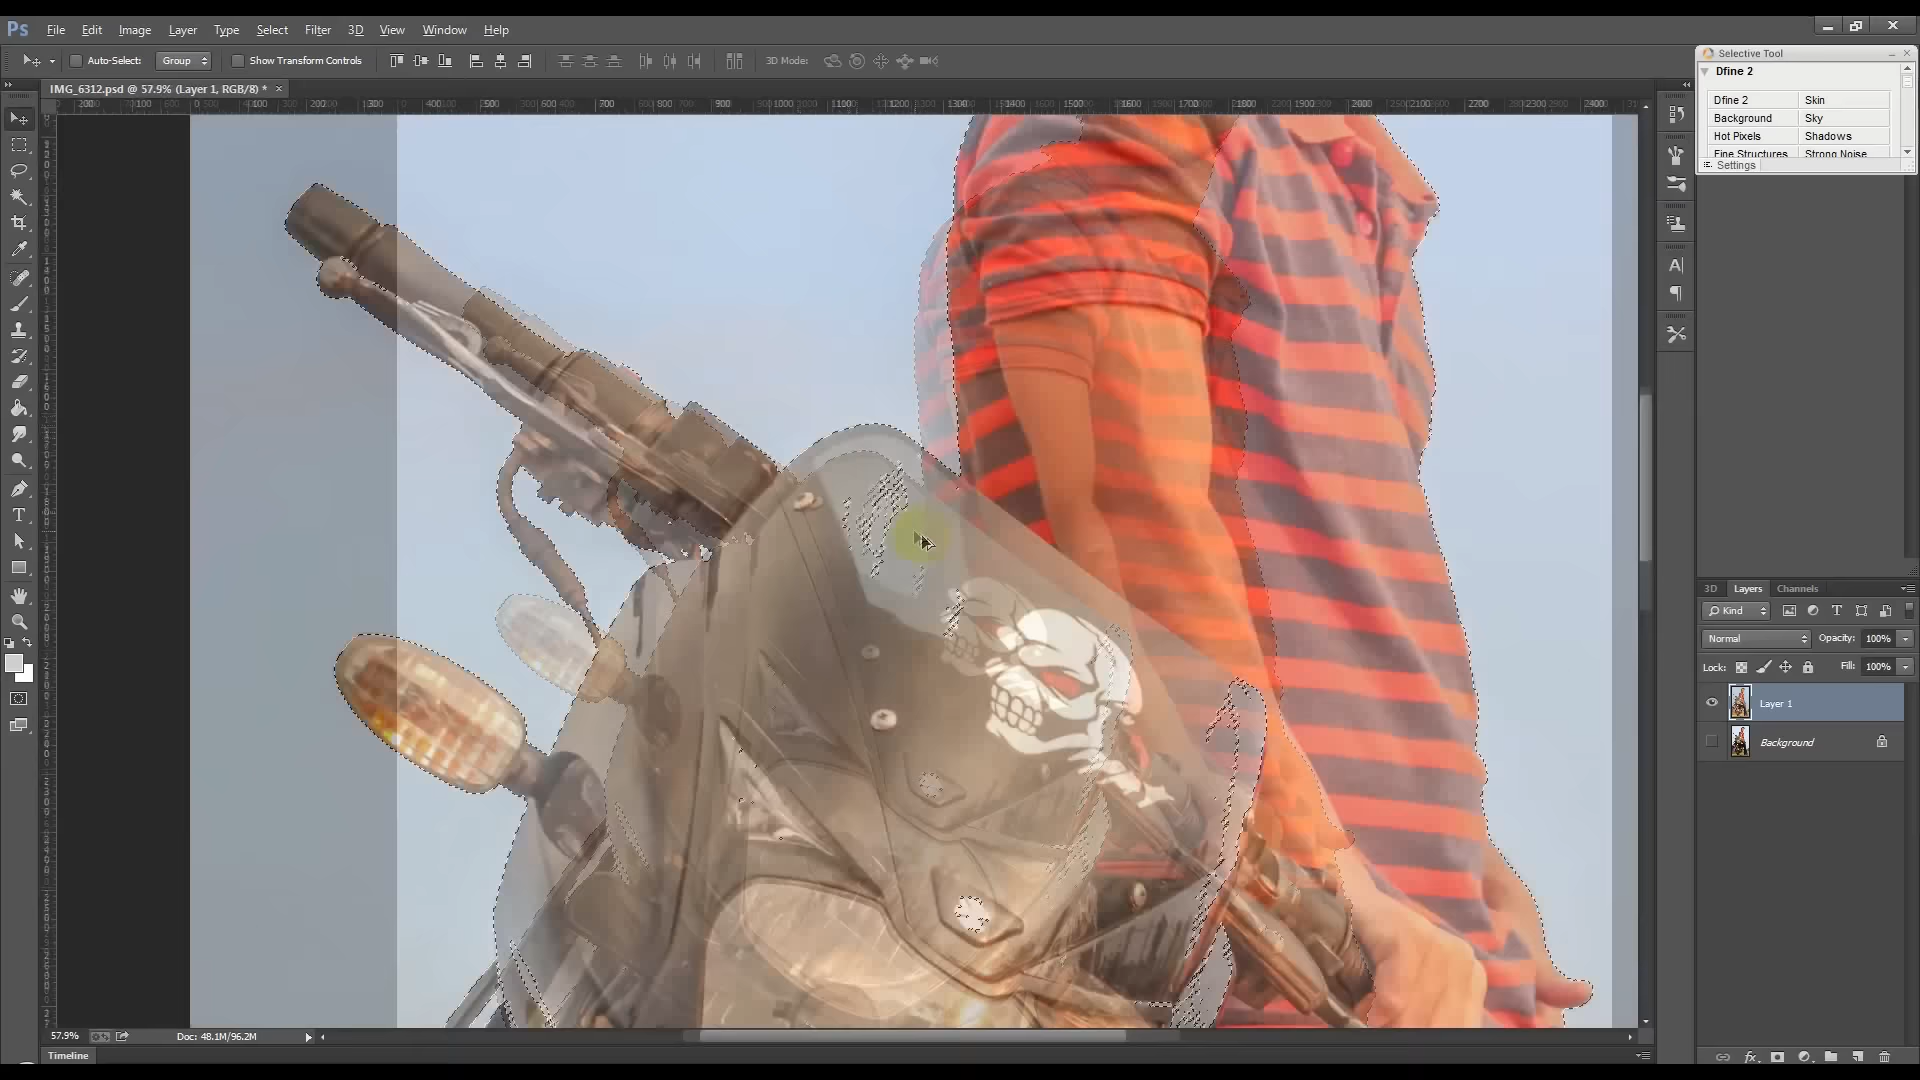 Ps File Edit Image Layer Type Select Filter 3D View Window Help
Auto-Select: Group Show Transform Controls 3D Mode:
Selective Tool
Dfine 2
Dfine 2 Skin
Background Sky
Hot Pixels Shadows
Fine Structures Strong Noise
Settings
IMG_6312.psd @ 57.9% (Layer 1, RGB/8) * ×
3D Layers Channels
Kind
Normal Opacity: 100%
Lock: Fill: 100%
Layer 1
Background
57.9% Doc: 48.1M/96.2M
Timeline